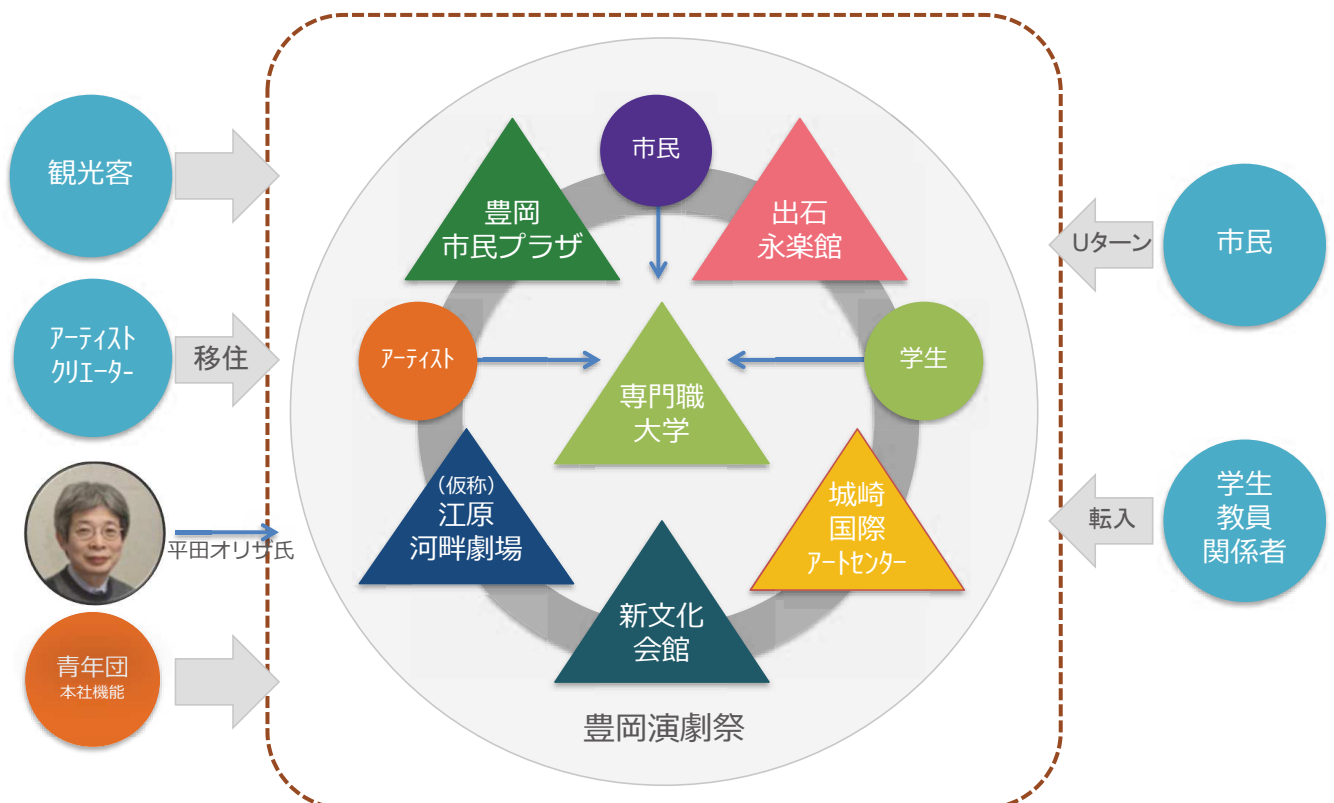 観光客
市民
豊岡
市民プラザ
出石
永楽館
Uターン
市民
ｱｰﾃｨｽﾄ
ｸﾘｴｰﾀｰ
移住
ｱｰﾃｨｽﾄ
学生
専門職
大学
(仮称)
江原
河畔劇場
城崎
国際
ｱｰﾄｾﾝﾀｰ
転入
学生
教員
関係者
平田オリザ氏
新文化
会館
青年団
本社機能
豊岡演劇祭